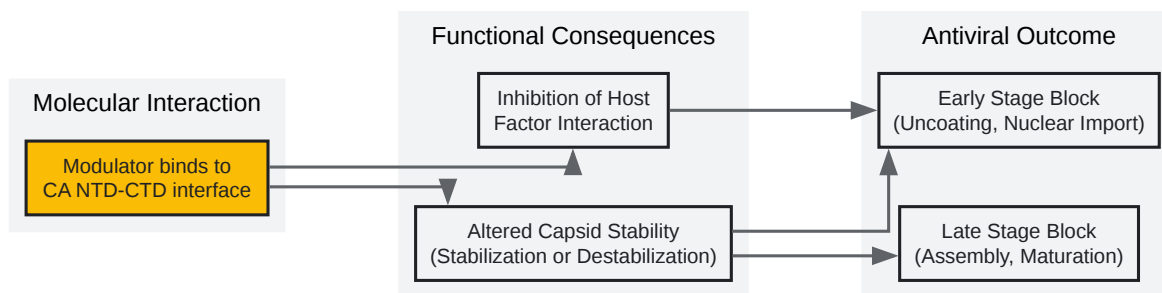 Molecular Interaction
Modulator binds to
CA NTD-CTD interface
Functional Consequences
Inhibition of Host
Factor Interaction
Altered Capsid Stability
(Stabilization or Destabilization)
Antiviral Outcome
Early Stage Block
(Uncoating, Nuclear Import)
Late Stage Block
(Assembly, Maturation)